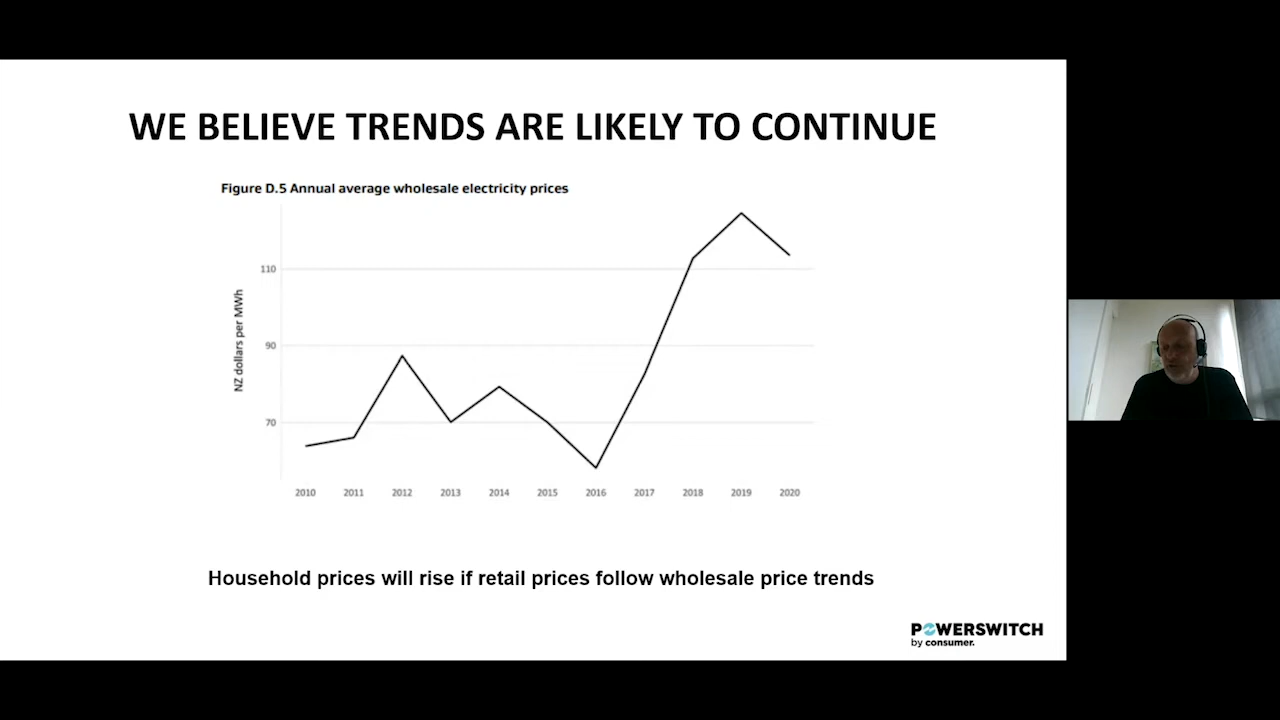 WE BELIEVE TRENDS ARE LIKELY TO CONTINUE
Figure D.5 Annual average wholesale electricity prices
NZ dollars per MWh
110
90
70
2010 2011 2012 2013 2014 2015 2016 2017 2018 2019 2020
Household prices will rise if retail prices follow wholesale price trends
POWERSWITCH
by consumer.